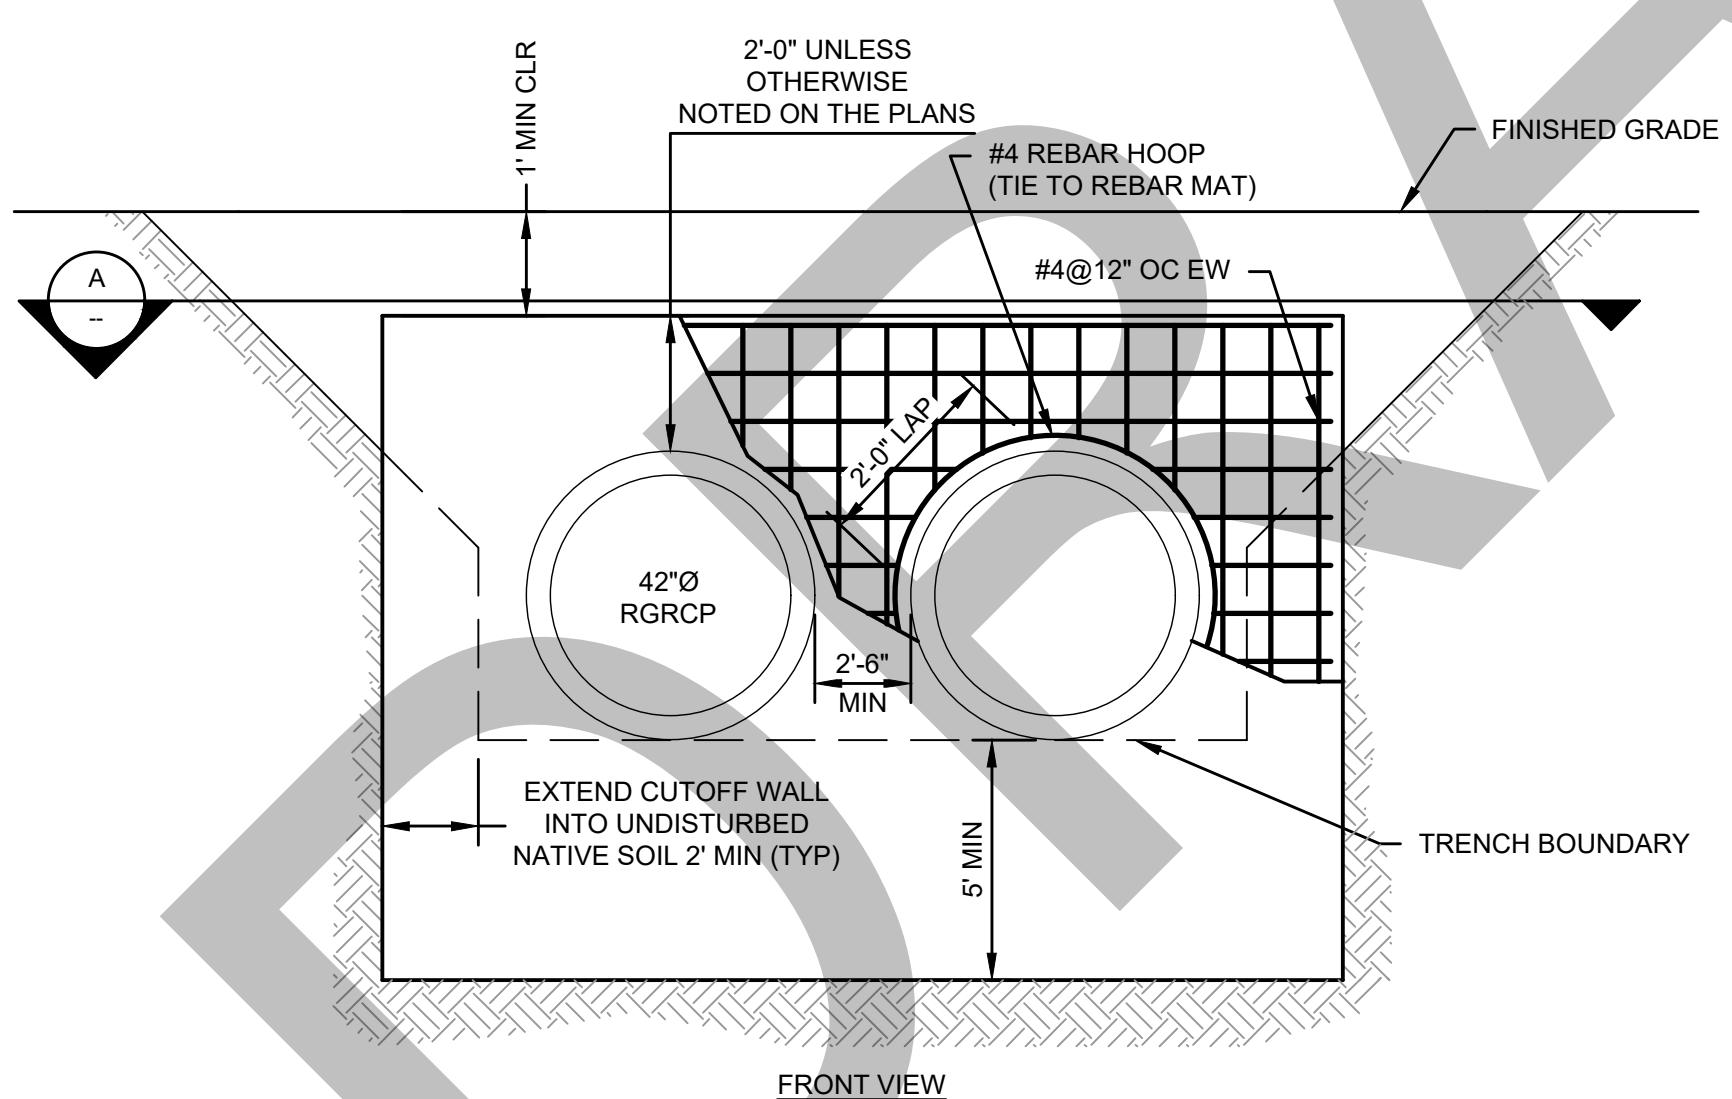 2'-0" UNLESS
OTHERWISE
NOTED ON THE PLANS
1' MIN CLR
FINISHED GRADE
#4 REBAR HOOP
(TIE TO REBAR MAT)
#4@12" OC EW
A
--
2'-0" LAP
42"Ø
RGRCP
2'-6"
MIN
EXTEND CUTOFF WALL
INTO UNDISTURBED
NATIVE SOIL 2' MIN (TYP)
5' MIN
TRENCH BOUNDARY
FRONT VIEW